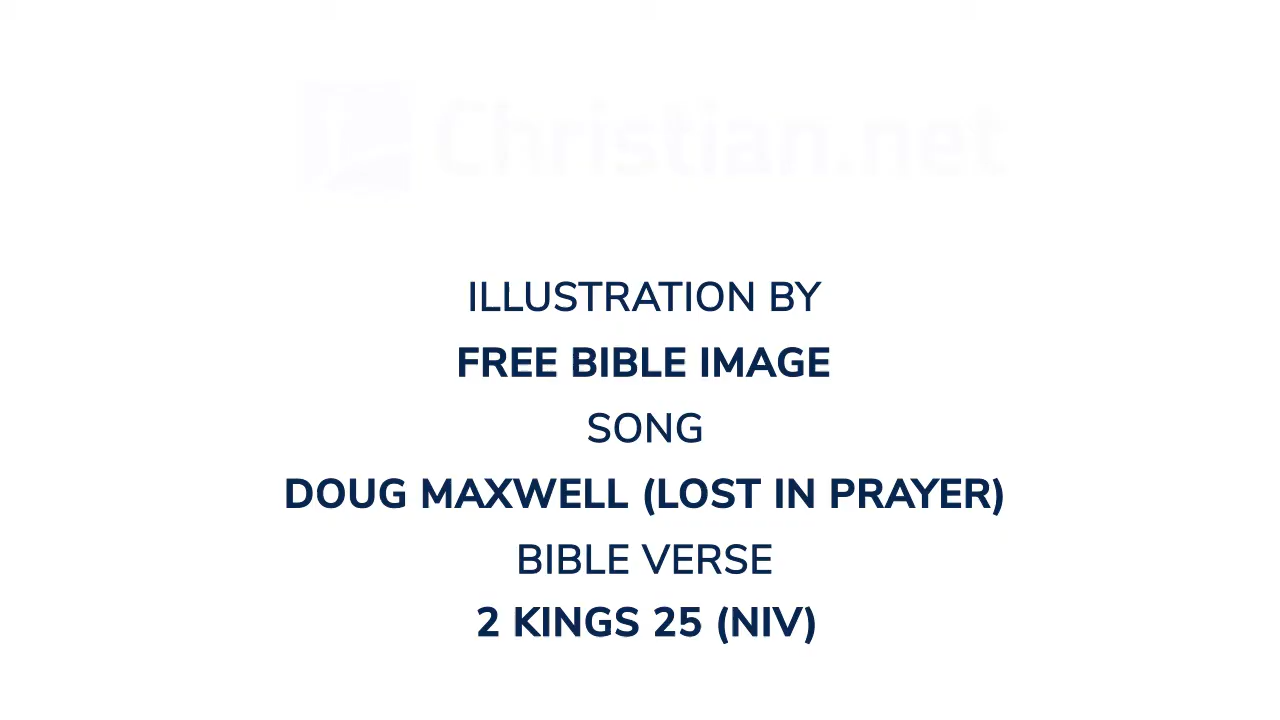 Christian.net
ILLUSTRATION BY
FREE BIBLE IMAGE
SONG
DOUG MAXWELL (LOST IN PRAYER)
BIBLE VERSE
2 KINGS 25 (NIV)